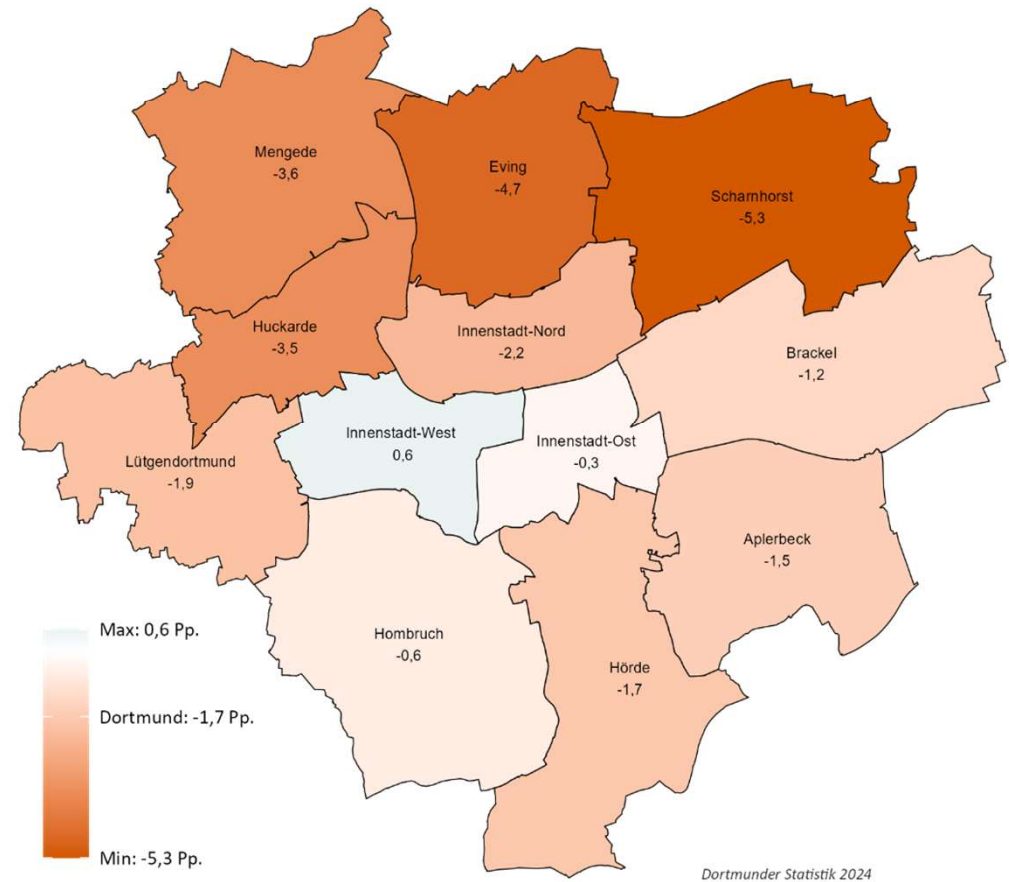 Mengede
-3,6
Eving
-4,7
Scharnhorst
-5,3
Huckarde
-3,5
Innenstadt-Nord
-2,2
Brackel
-1,2
Innenstadt-West
0,6
Innenstadt-Ost
-0,3
Lütgendortmund
-1,9
Aplerbeck
-1,5
Hombruch
-0,6
Hörde
-1,7
Max: 0,6 Pp.
Dortmund: -1,7 Pp.
Min: -5,3 Pp.
Dortmunder Statistik 2024